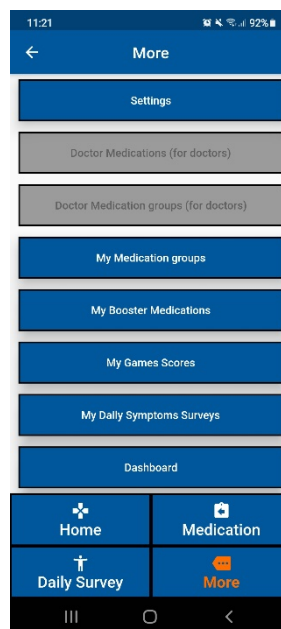 11:21 92%
More
Settings
Doctor Medications (for doctors)
Doctor Medication groups (for doctors)
My Medication groups
My Booster Medications
My Games Scores
My Daily Symptoms Surveys
Dashboard
Home Medication
Daily Survey More